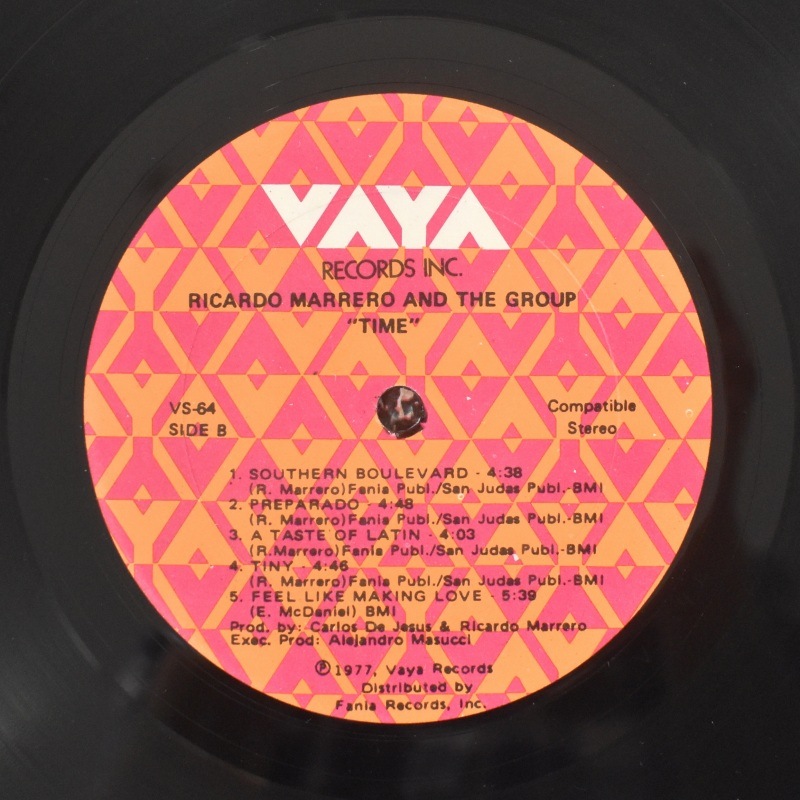 VAYA
RECORDS INC.
RICARDO MARRERO AND THE GROUP
"TIME"
VS-64
SIDE B
Compatible
Stereo
1. SOUTHERN BOULEVARD - 4:38
(R. Marrero)Fania Publ./San Judas Publ.-BMI
2. PREPARADO - 4:48
(R. Marrero)Fania Publ./San Judas Publ.-BMI
3. A TASTE OF LATIN - 4:03
(R.Marrero)Fania Publ./San Judas Publ.-BMI
4. TINY - 4:46
(R. Marrero)Fania Publ./San Judas Publ.-BMI
5. FEEL LIKE MAKING LOVE - 5:39
(E. McDaniel) BMI
Prod. by: Carlos De Jesus & Ricardo Marrero
Exec. Prod: Alejandro Masucci
℗ 1977, Vaya Records
Distributed by
Fania Records, Inc.